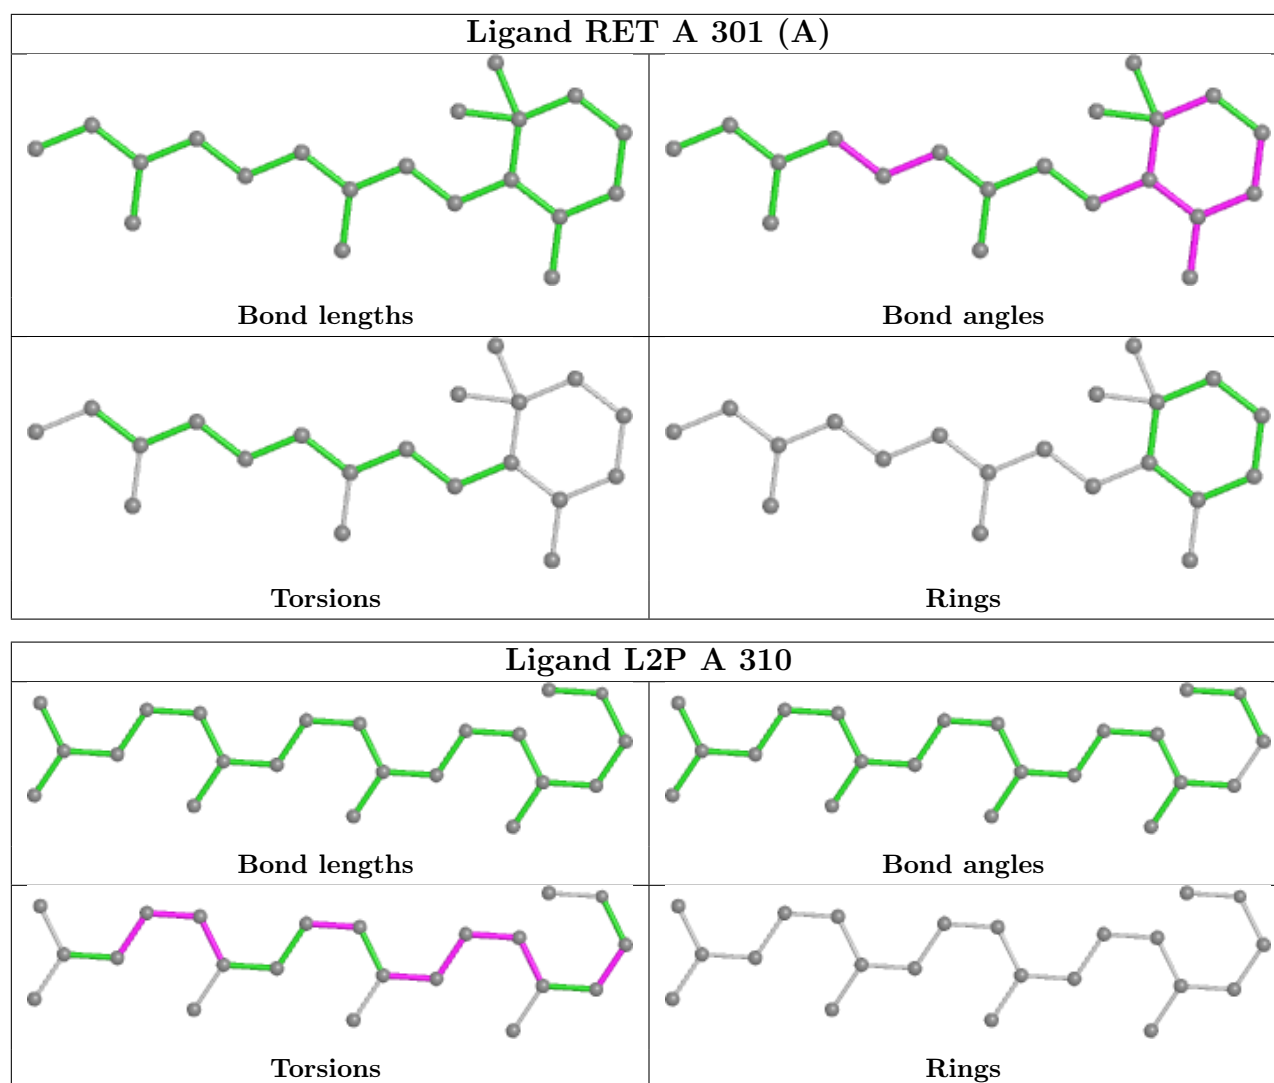 Ligand RET A 301 (A)
Bond lengths
Bond angles
Torsions
Rings
Ligand L2P A 310
Bond lengths
Bond angles
Torsions
Rings